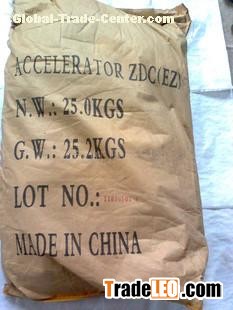 Global-Trade-Center.com
ACCELERATOR ZDC(EZ)
N.W.: 25.0KGS
G.W.: 25.2KGS
LOT NO.:
MADE IN CHINA
TradeLEO.com